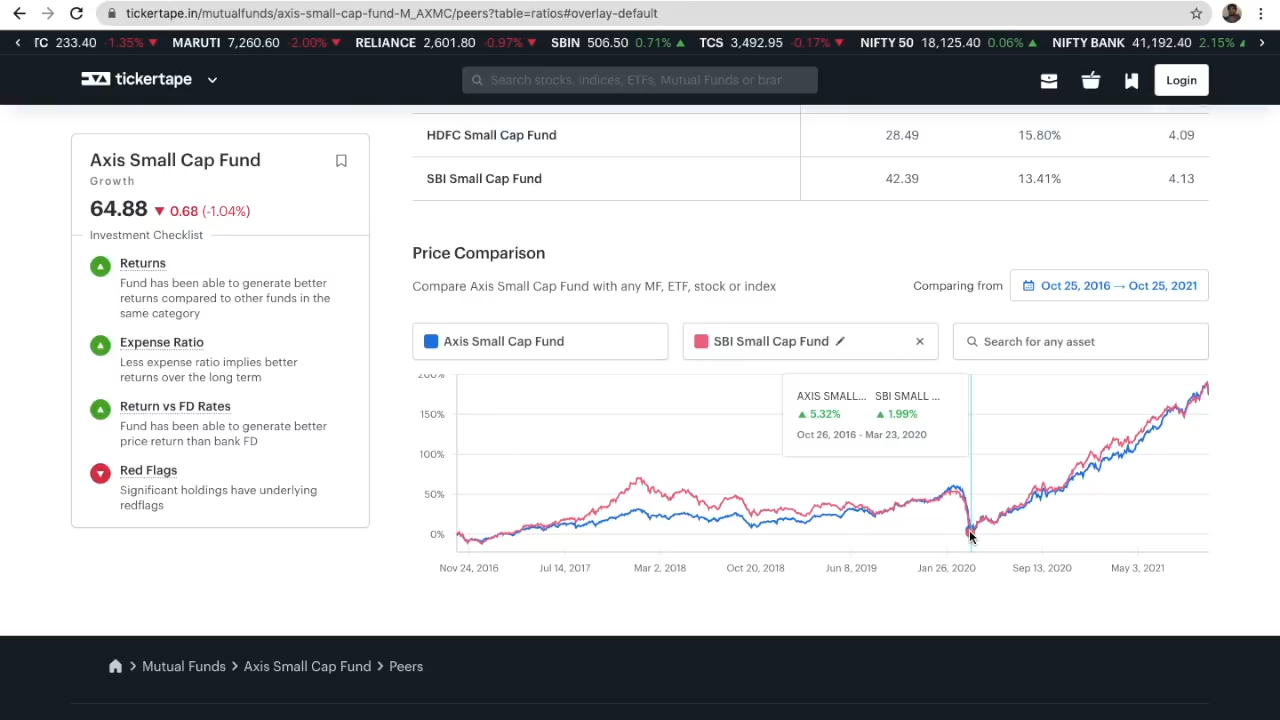 tickertape.in/mutualfunds/axis-small-cap-fund-M_AXMC/peers?table=ratios#overlay-default
TC 233.40 -1.35% ▼ MARUTI 7,260.60 -2.00% ▼ RELIANCE 2,601.80 -0.97% ▼ SBIN 506.50 0.71% ▲ TCS 3,492.95 -0.17% ▼ NIFTY 50 18,125.40 0.06% ▲ NIFTY BANK 41,192.40 2.15% ▲
tickertape
Search stocks, indices, ETFs, Mutual Funds or brar
Login
HDFC Small Cap Fund 28.49 15.80% 4.09
SBI Small Cap Fund 42.39 13.41% 4.13
Axis Small Cap Fund
Growth
64.88 ▼ 0.68 (-1.04%)
Investment Checklist
Returns
Fund has been able to generate better
returns compared to other funds in the
same category
Expense Ratio
Less expense ratio implies better
returns over the long term
Return vs FD Rates
Fund has been able to generate better
price return than bank FD
Red Flags
Significant holdings have underlying
redflags
Price Comparison
Compare Axis Small Cap Fund with any MF, ETF, stock or index
Comparing from Oct 25, 2016 → Oct 25, 2021
Axis Small Cap Fund
SBI Small Cap Fund
Search for any asset
200%
150%
100%
50%
0%
AXIS SMALL... SBI SMALL ...
▲ 5.32% ▲ 1.99%
Oct 26, 2016 - Mar 23, 2020
Nov 24, 2016 Jul 14, 2017 Mar 2, 2018 Oct 20, 2018 Jun 8, 2019 Jan 26, 2020 Sep 13, 2020 May 3, 2021
Mutual Funds > Axis Small Cap Fund > Peers